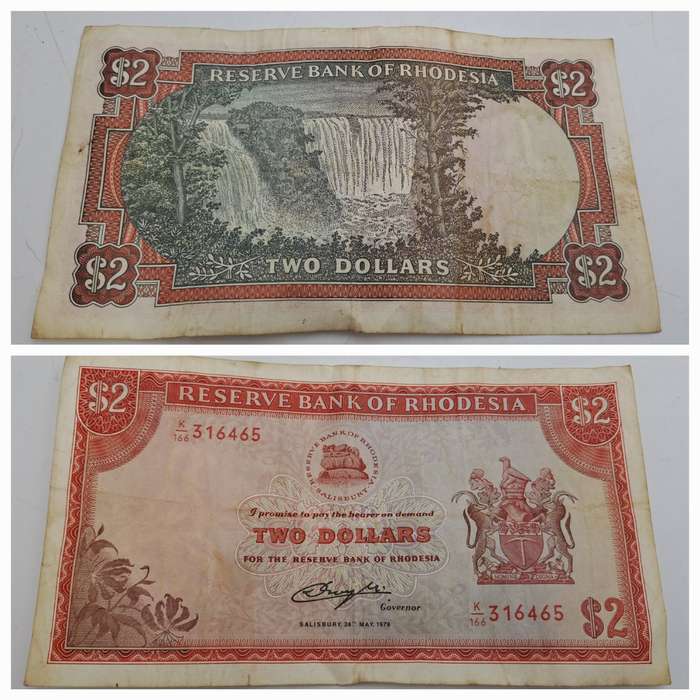 $2
RESERVE BANK OF RHODESIA
$2
$2
TWO DOLLARS
$2
$2
RESERVE BANK OF RHODESIA
$2
K/166 316465
RESERVE BANK OF RHODESIA
SALISBURY
I promise to pay the bearer on demand
TWO DOLLARS
FOR THE RESERVE BANK OF RHODESIA
Governor
SALISBURY, 24TH MAY, 1979
K/166 316465
$2